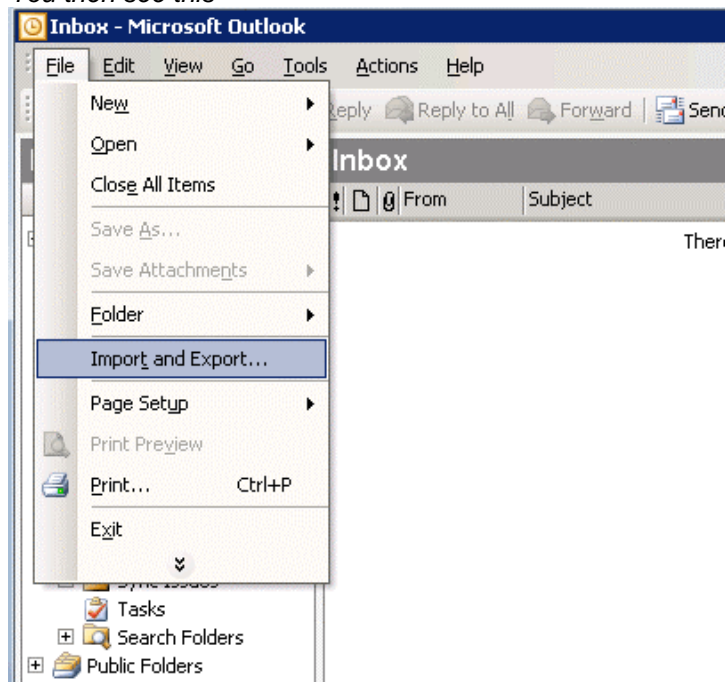 You then see this
Inbox - Microsoft Outlook
File Edit View Go Tools Actions Help
Reply Reply to All Forward Send
New
Open
Close All Items
Save As...
Save Attachments
Folder
Import and Export...
Page Setup
Print Preview
Print... Ctrl+P
Exit
Inbox
! From Subject
There
Sync Issues
Tasks
Search Folders
Public Folders